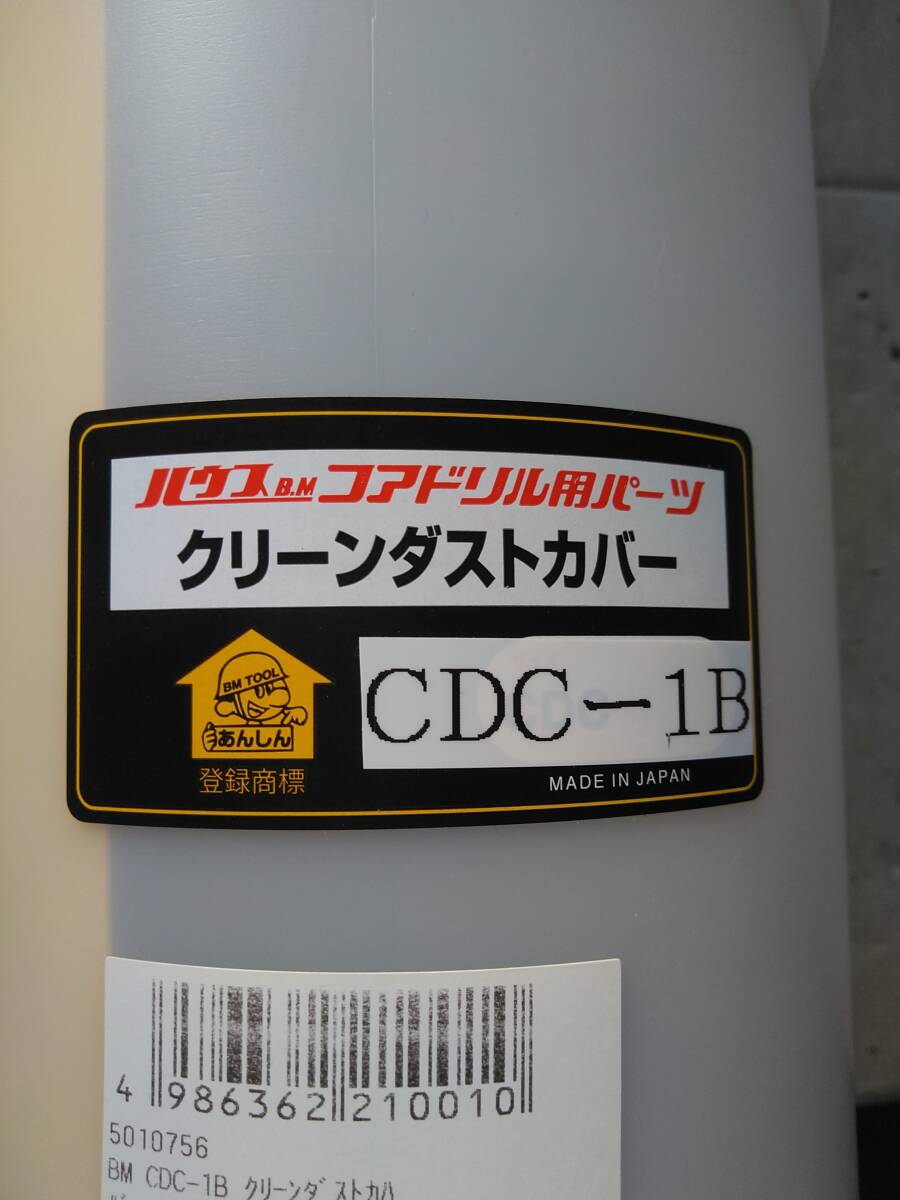 ハウスB.M コアドリル用パーツ
クリーンダストカバー
BM TOOL
あんしん
登録商標
CDC-1B
MADE IN JAPAN
4 986362 210010
5010756
BM CDC-1B クリーンダストカバ